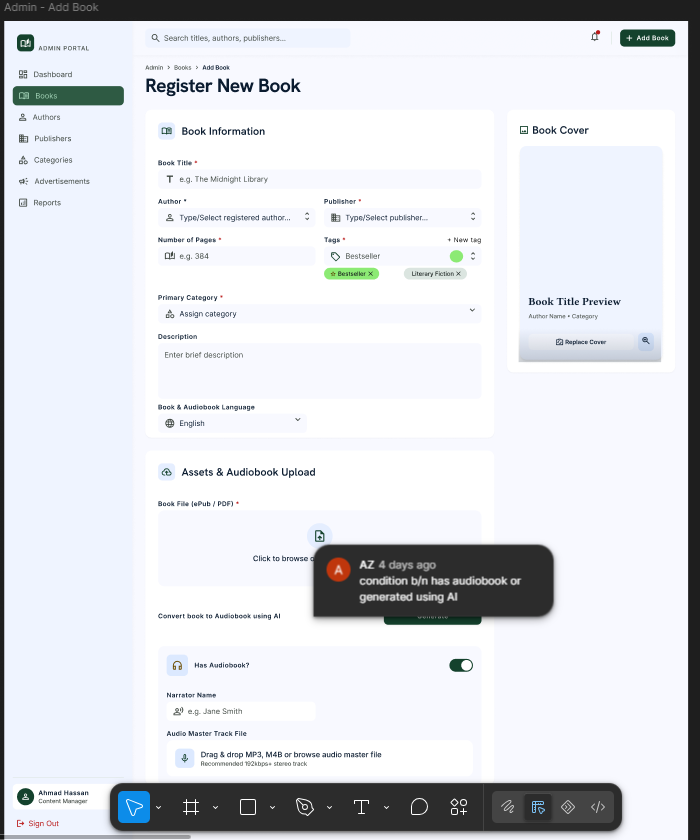 Admin - Add Book
ADMIN PORTAL
Search titles, authors, publishers...
+ Add Book
Dashboard
Books
Authors
Publishers
Categories
Advertisements
Reports
Admin > Books > Add Book
Register New Book
Book Information
Book Title *
e.g. The Midnight Library
Author *
Publisher *
Type/Select registered author...
Type/Select publisher...
Number of Pages *
Tags *
+ New tag
e.g. 384
Bestseller
Bestseller ×
Literary Fiction ×
Primary Category *
Assign category
Description
Enter brief description
Book & Audiobook Language
English
Book Cover
Book Title Preview
Author Name • Category
Replace Cover
Assets & Audiobook Upload
Book File (ePub / PDF) *
Click to browse
AZ 4 days ago
condition b/n has audiobook or
generated using AI
Convert book to Audiobook using AI
Generate
Has Audiobook?
Narrator Name
e.g. Jane Smith
Audio Master Track File
Drag & drop MP3, M4B or browse audio master file
Recommended 192kbps+ stereo track
Ahmad Hassan
Content Manager
Sign Out